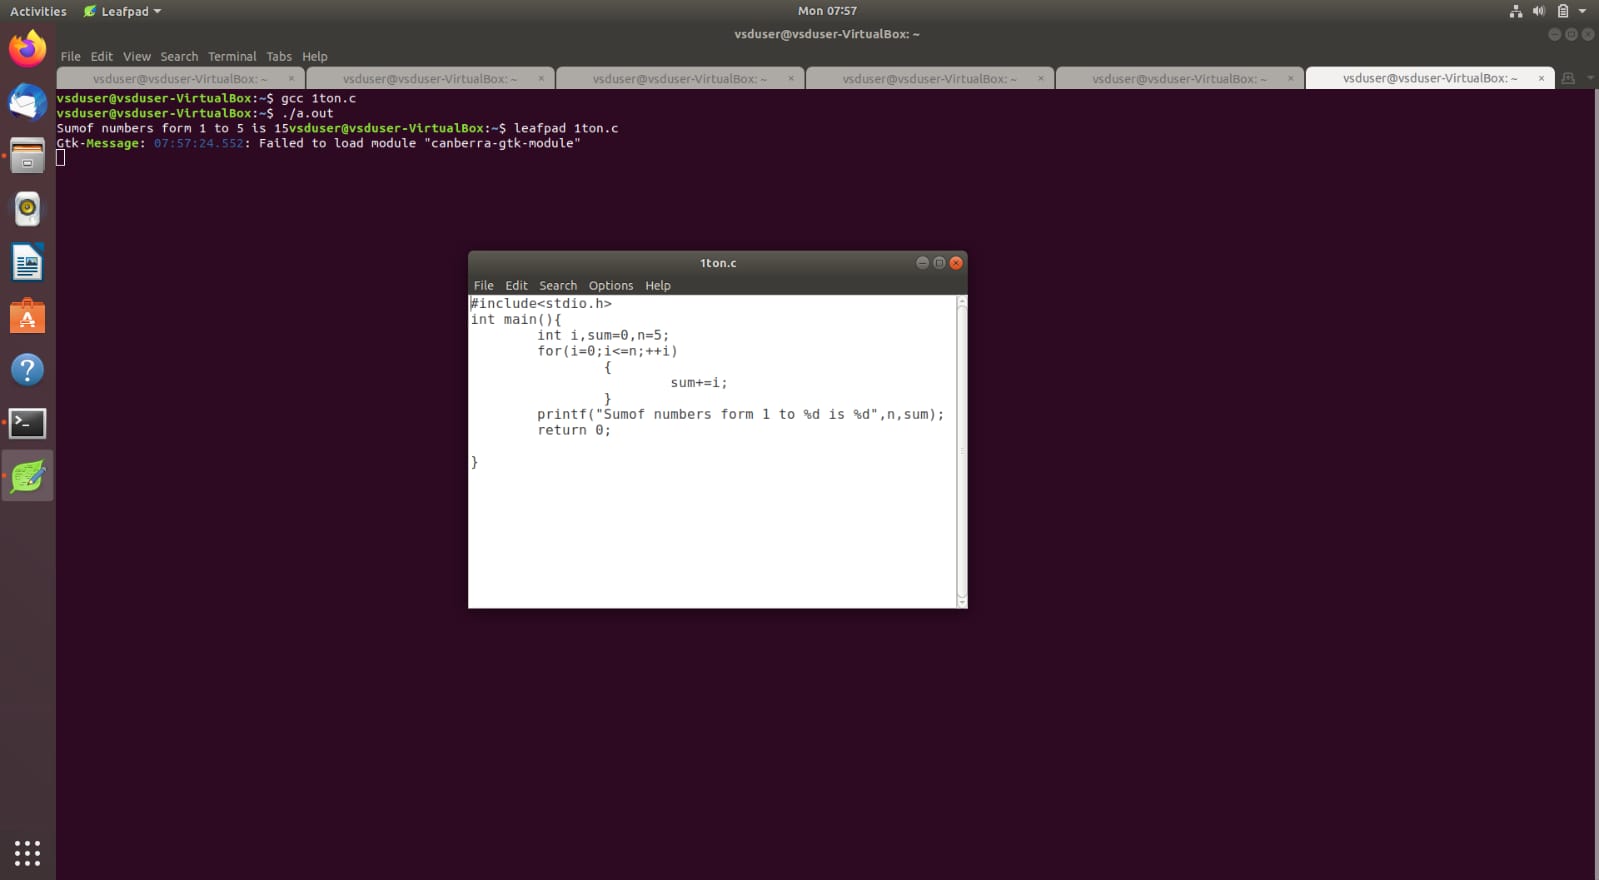 Activities Leafpad Mon 07:57
vsduser@vsduser-VirtualBox: ~
File Edit View Search Terminal Tabs Help
vsduser@vsduser-VirtualBox: ~ × vsduser@vsduser-VirtualBox: ~ × vsduser@vsduser-VirtualBox: ~ × vsduser@vsduser-VirtualBox: ~ × vsduser@vsduser-VirtualBox: ~ × vsduser@vsduser-VirtualBox: ~ ×
vsduser@vsduser-VirtualBox:~$ gcc 1ton.c
vsduser@vsduser-VirtualBox:~$ ./a.out
Sumof numbers form 1 to 5 is 15vsduser@vsduser-VirtualBox:~$ leafpad 1ton.c
Gtk-Message: 07:57:24.552: Failed to load module "canberra-gtk-module"
1ton.c
File Edit Search Options Help
#include<stdio.h>
int main(){
int i,sum=0,n=5;
for(i=0;i<=n;++i)
{
sum+=i;
}
printf("Sumof numbers form 1 to %d is %d",n,sum);
return 0;
}